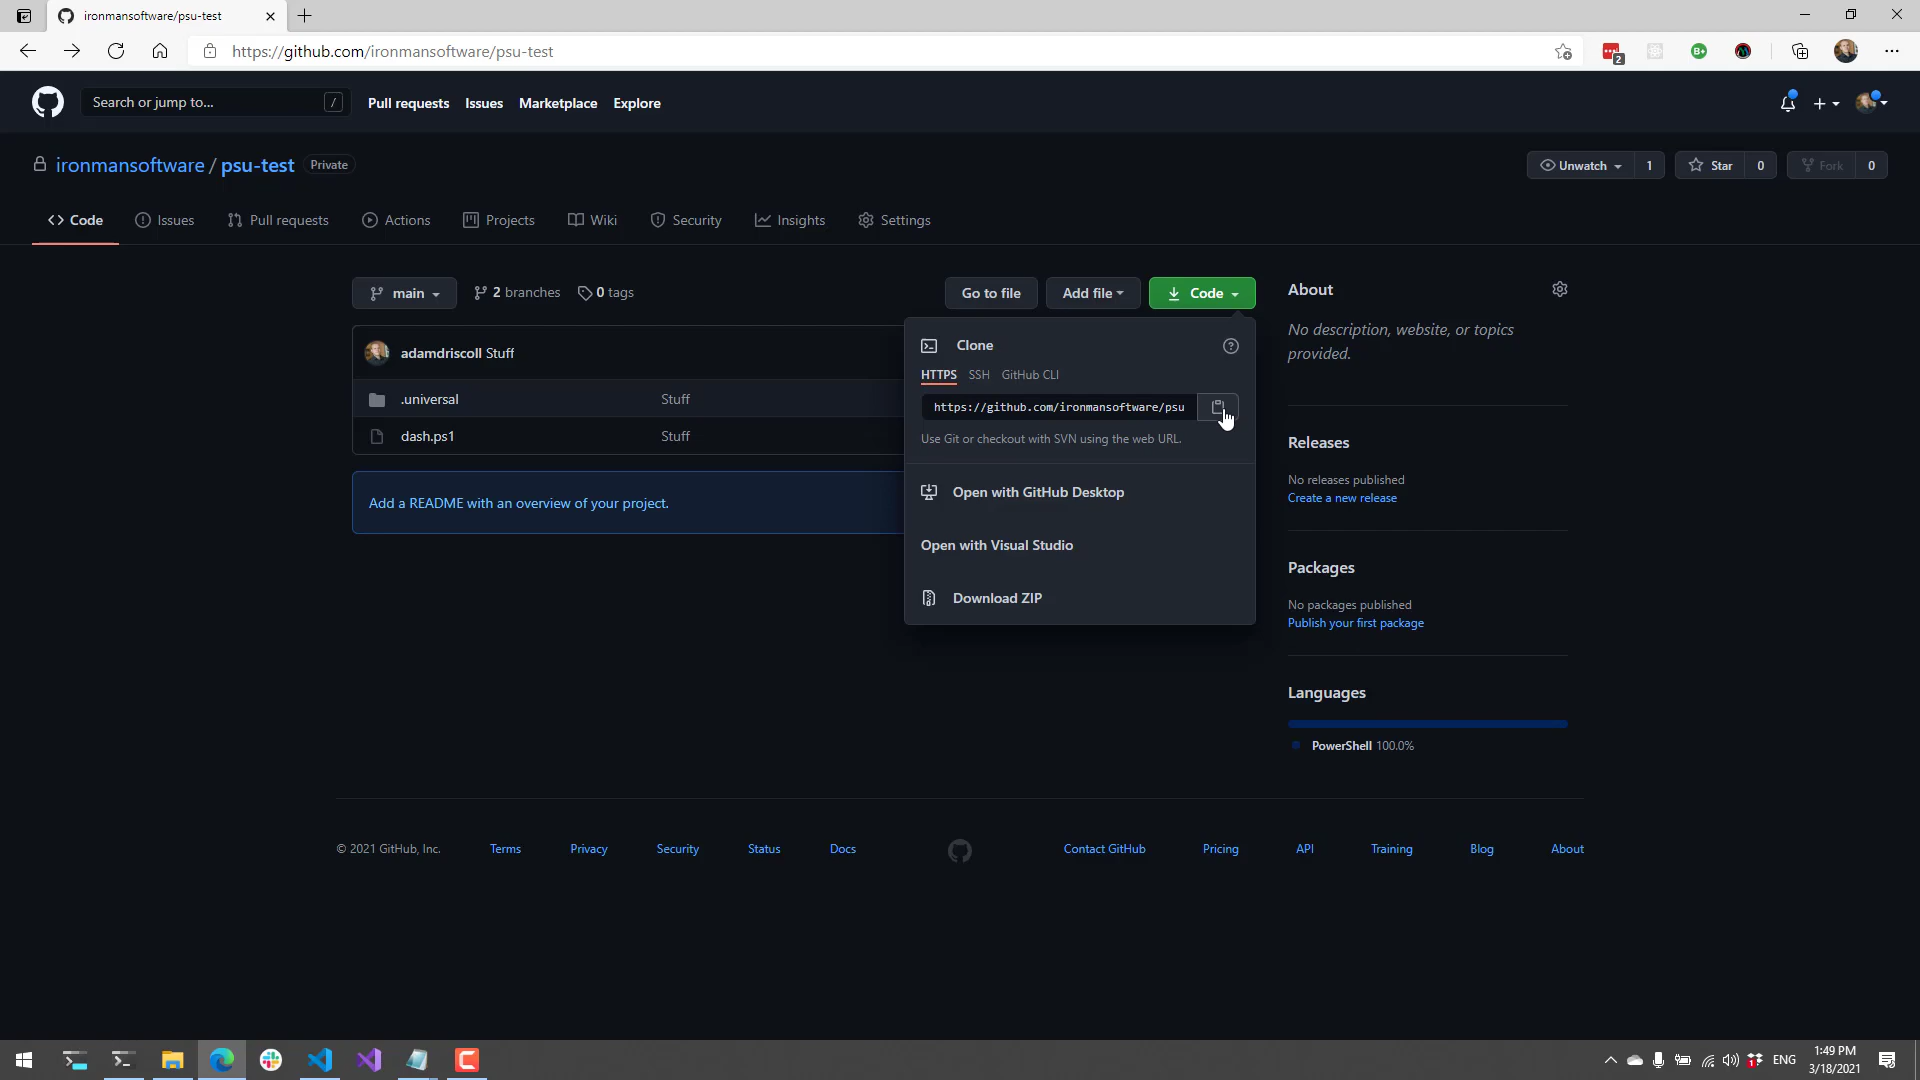 ironmansoftware/psu-test
https://github.com/ironmansoftware/psu-test
2
Search or jump to... /
Pull requests Issues Marketplace Explore
ironmansoftware / psu-test Private
Unwatch 1 Star 0 Fork 0
Code Issues Pull requests Actions Projects Wiki Security Insights Settings
main 2 branches 0 tags Go to file Add file Code
About
No description, website, or topics
provided.
adamdriscoll Stuff
.universal Stuff
dash.ps1 Stuff
Add a README with an overview of your project.
Clone
HTTPS SSH GitHub CLI
https://github.com/ironmansoftware/psu
Use Git or checkout with SVN using the web URL.
Open with GitHub Desktop
Open with Visual Studio
Download ZIP
Releases
No releases published
Create a new release
Packages
No packages published
Publish your first package
Languages
PowerShell 100.0%
© 2021 GitHub, Inc. Terms Privacy Security Status Docs Contact GitHub Pricing API Training Blog About
ENG
1:49 PM
3/18/2021